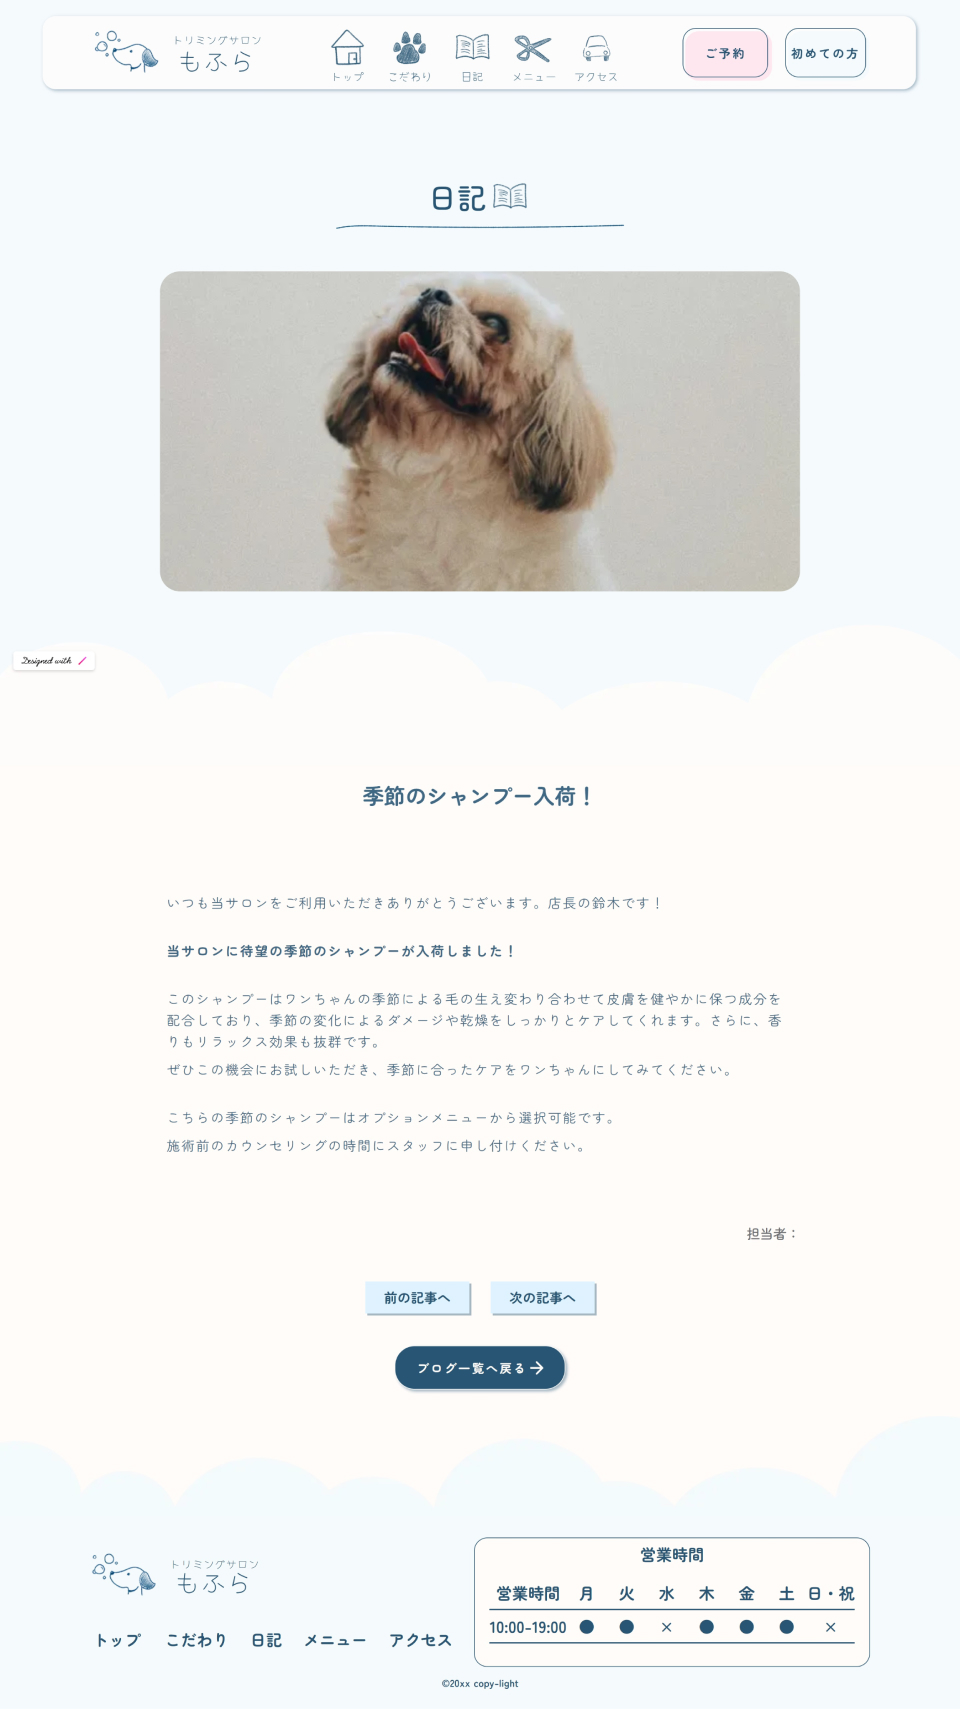 トリミングサロン
もふら
トップ
こだわり
日記
メニュー
アクセス
ご予約
初めての方
日記
Designed with
季節のシャンプー入荷！
いつも当サロンをご利用いただきありがとうございます。店長の鈴木です！
当サロンに待望の季節のシャンプーが入荷しました！
このシャンプーはワンちゃんの季節による毛の生え変わり合わせて皮膚を健やかに保つ成分を
配合しており、季節の変化によるダメージや乾燥をしっかりとケアしてくれます。さらに、香
りもリラックス効果も抜群です。
ぜひこの機会にお試しいただき、季節に合ったケアをワンちゃんにしてみてください。
こちらの季節のシャンプーはオプションメニューから選択可能です。
施術前のカウンセリングの時間にスタッフに申し付けください。
担当者：
前の記事へ 次の記事へ
ブログ一覧へ戻る
トリミングサロン
もふら
トップ こだわり 日記 メニュー アクセス
営業時間
営業時間 月 火 水 木 金 土 日・祝
10:00-19:00 ● ● × ● ● ● ×
©20xx copy-light